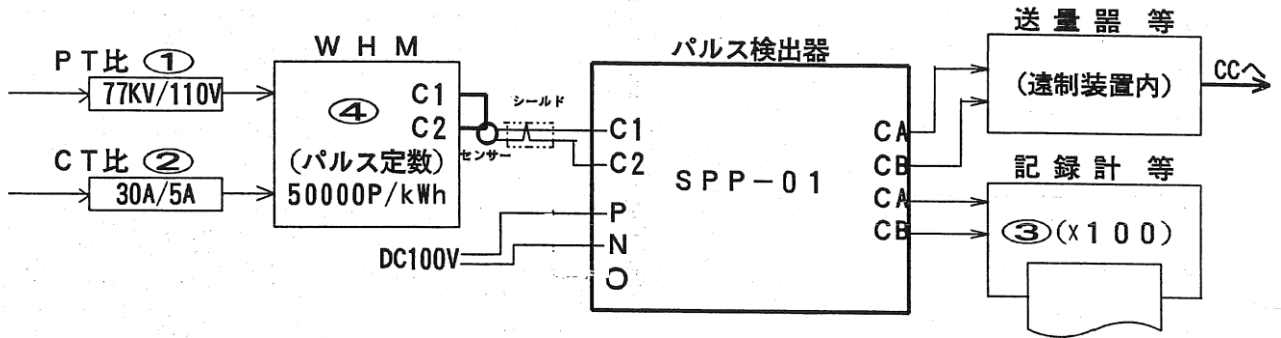 PT比 ①
77KV/110V
CT比 ②
30A/5A
WHM
④
C1
C2
(パルス定数)
50000P/kWh
シールド
センサー
DC100V
パルス検出器
C1
C2
P
N
O
SPP-01
CA
CB
CA
CB
送量器等
(遠制装置内)
CCへ
記録計等
③(x100)